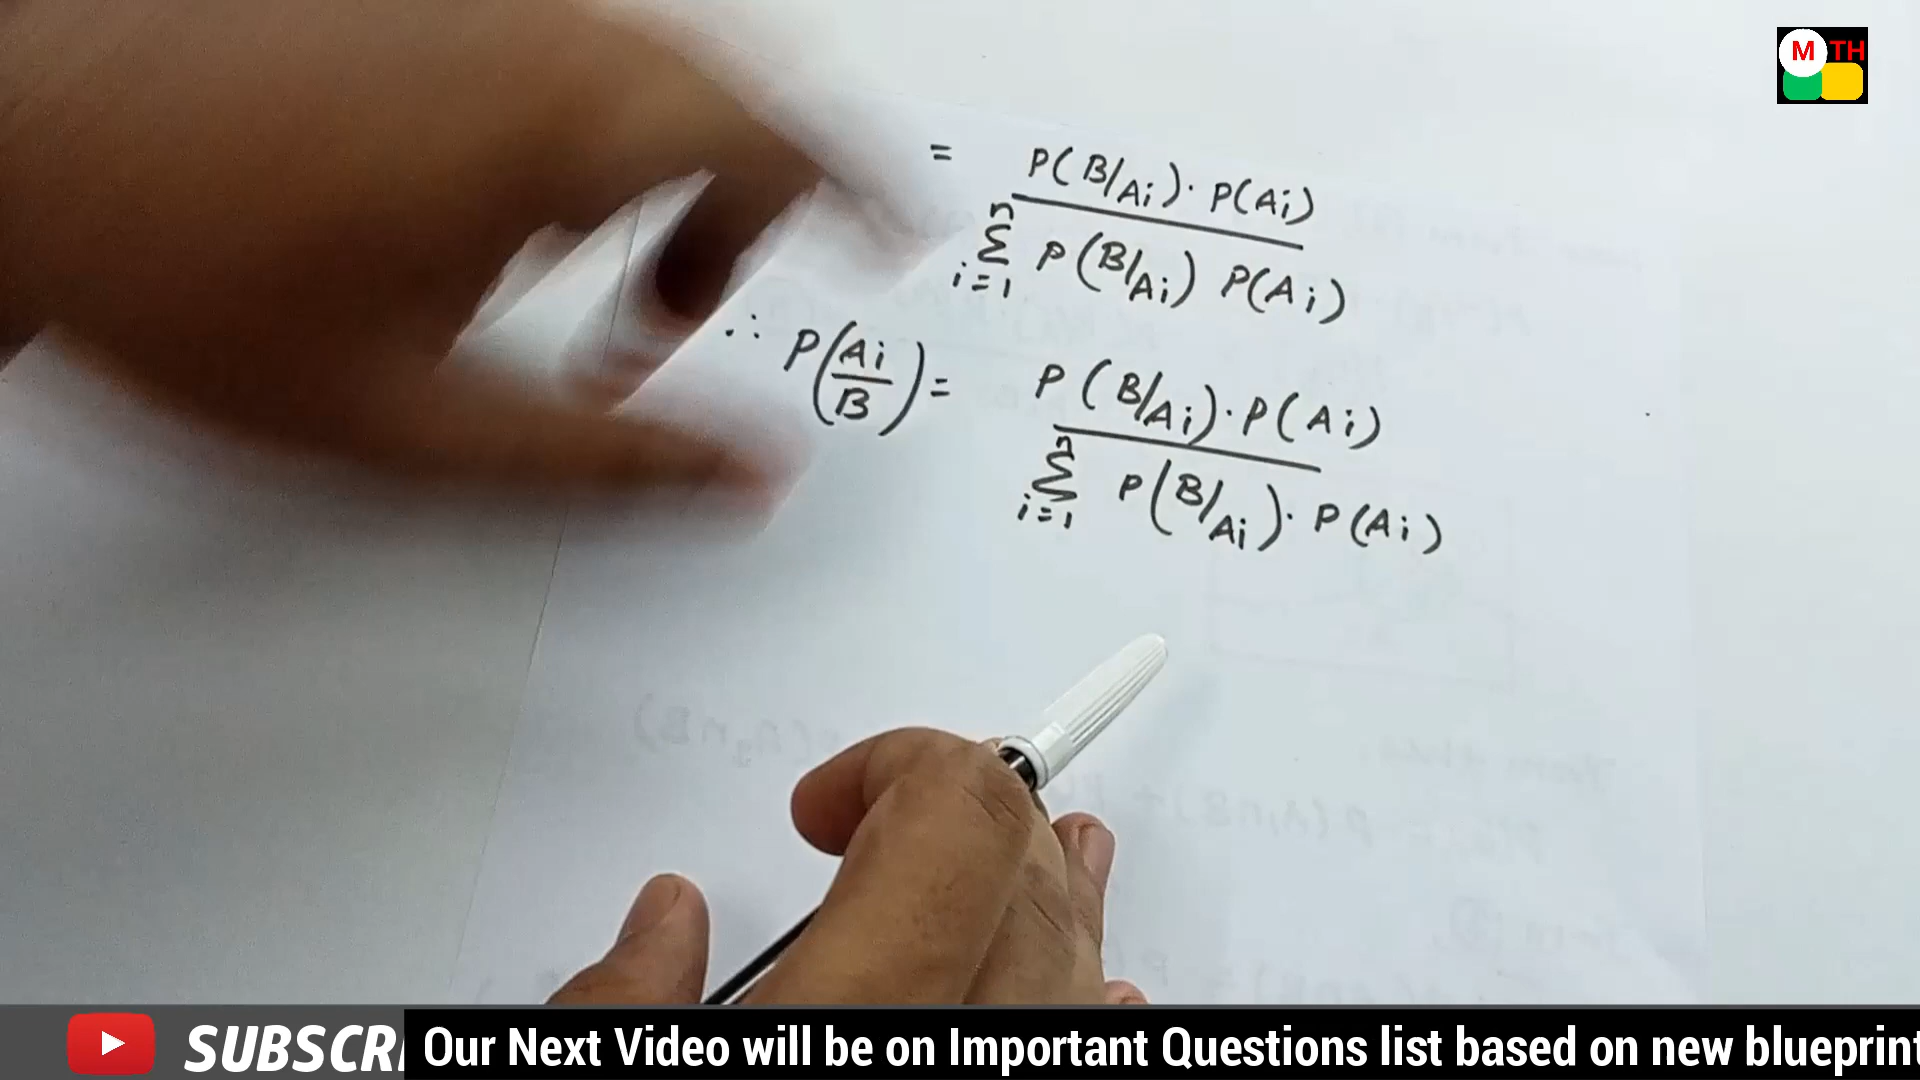 M TH
= P(B/Ai) · P(Ai)
n
Σ P(B/Ai) P(Ai)
i=1
∴ P(Ai/B) = P(B/Ai) · P(Ai)
n
Σ P(B/Ai) · P(Ai)
i=1
SUBSCR
Our Next Video will be on Important Questions list based on new blueprint